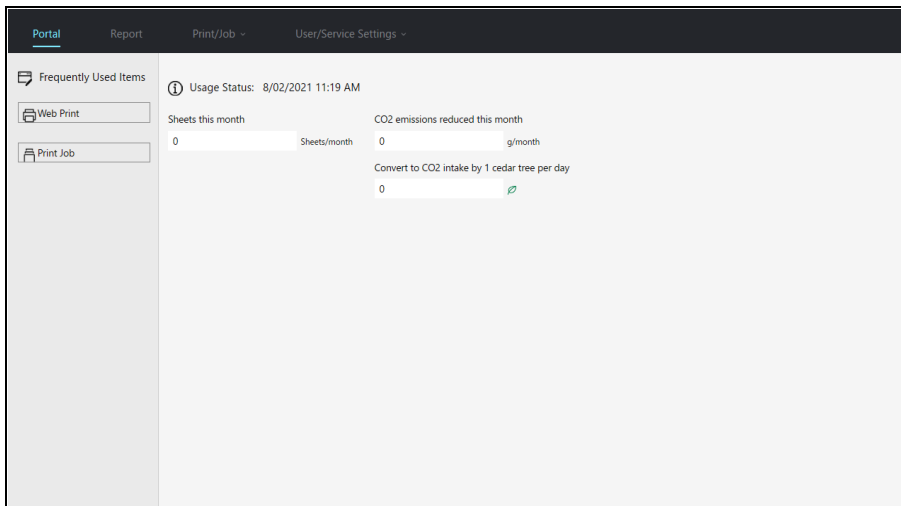 Portal Report Print/Job User/Service Settings
Frequently Used Items
Web Print
Print Job
Usage Status: 8/02/2021 11:19 AM
Sheets this month
0 Sheets/month
CO2 emissions reduced this month
0 g/month
Convert to CO2 intake by 1 cedar tree per day
0